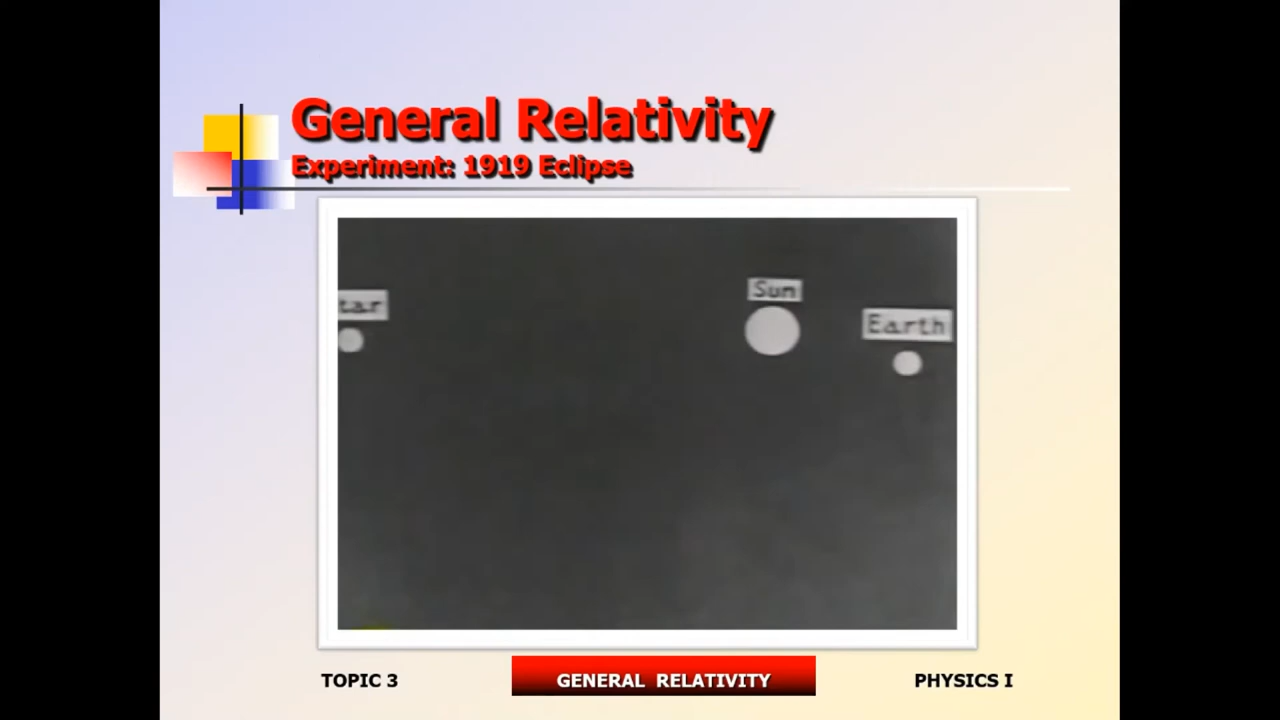 General Relativity
Experiment: 1919 Eclipse
Sun
tar
Earth
TOPIC 3
GENERAL RELATIVITY
PHYSICS I